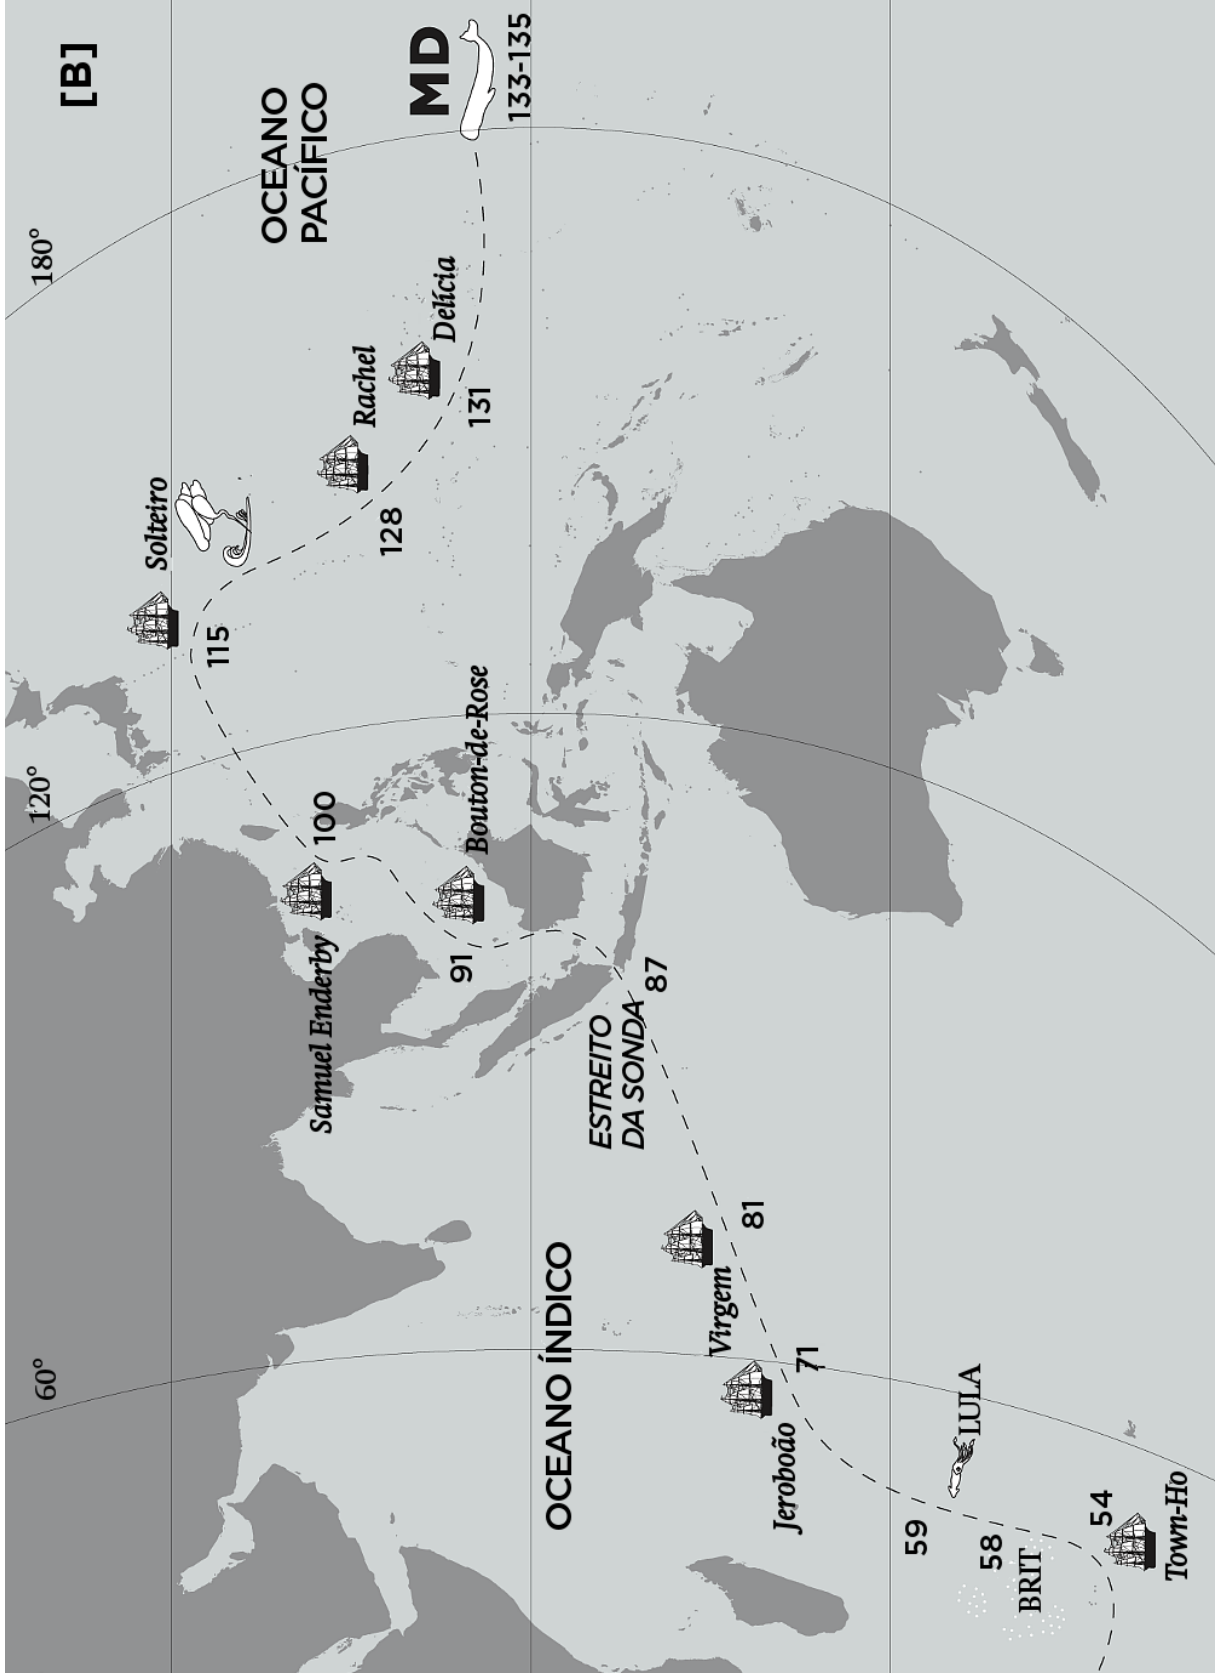 [B]
60°
120°
180°
OCEANO
PACÍFICO
MD
133-135
Delícia
131
Rachel
128
Solteiro
115
100
Samuel Enderby
Bouton-de-Rose
91
87
ESTREITO
DA SONDA
OCEANO ÍNDICO
81
Virgem
71
Jeroboão
LULA
59
58
BRIT
54
Town-Ho